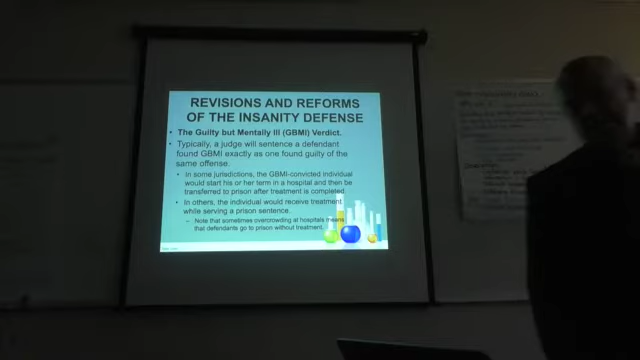 REVISIONS AND REFORMS
OF THE INSANITY DEFENSE
• The Guilty but Mentally Ill (GBMI) Verdict.
• Typically, a judge will sentence a defendant
found GBMI exactly as one found guilty of the
same offense.
• In some jurisdictions, the GBMI-convicted individual
would start his or her term in a hospital and then be
transferred to prison after treatment is completed.
• In others, the individual would receive treatment
while serving a prison sentence.
– Note that sometimes overcrowding at hospitals means
that defendants go to prison without treatment.